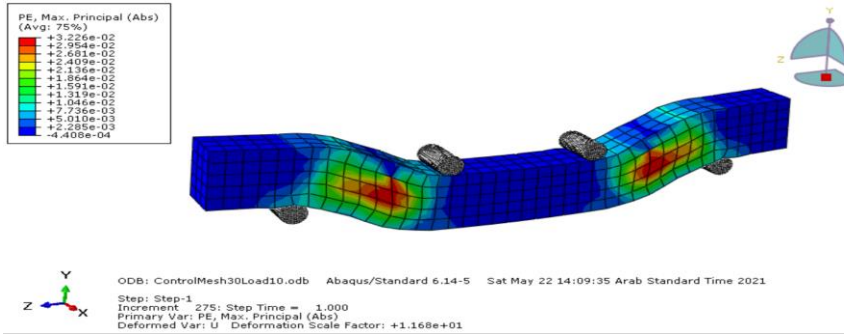 PE, Max. Principal (Abs)
(Avg: 75%)
+3.226e-02
+2.954e-02
+2.681e-02
+2.409e-02
+2.136e-02
+1.864e-02
+1.591e-02
+1.319e-02
+1.046e-02
+7.736e-03
+5.010e-03
+2.285e-03
-4.408e-04
Y
Z
Y
Z
X
ODB: ControlMesh30Load10.odb Abaqus/Standard 6.14-5 Sat May 22 14:09:35 Arab Standard Time 2021
Step: Step-1
Increment 275: Step Time = 1.000
Primary Var: PE, Max. Principal (Abs)
Deformed Var: U Deformation Scale Factor: +1.168e+01